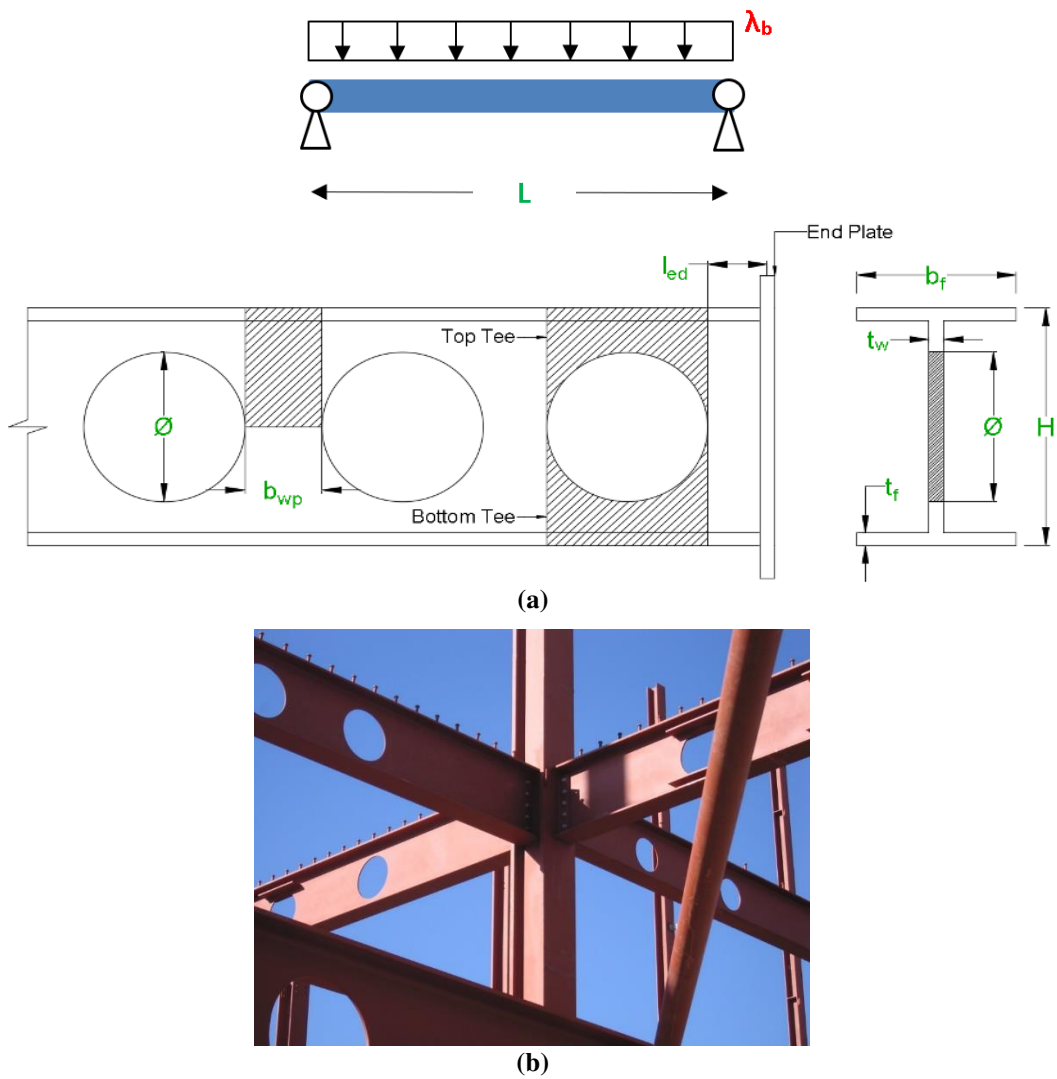 λb
L
End Plate
led
bf
Top Tee
tw
Ø
Ø
H
bwp
tf
Bottom Tee
(a)
(b)